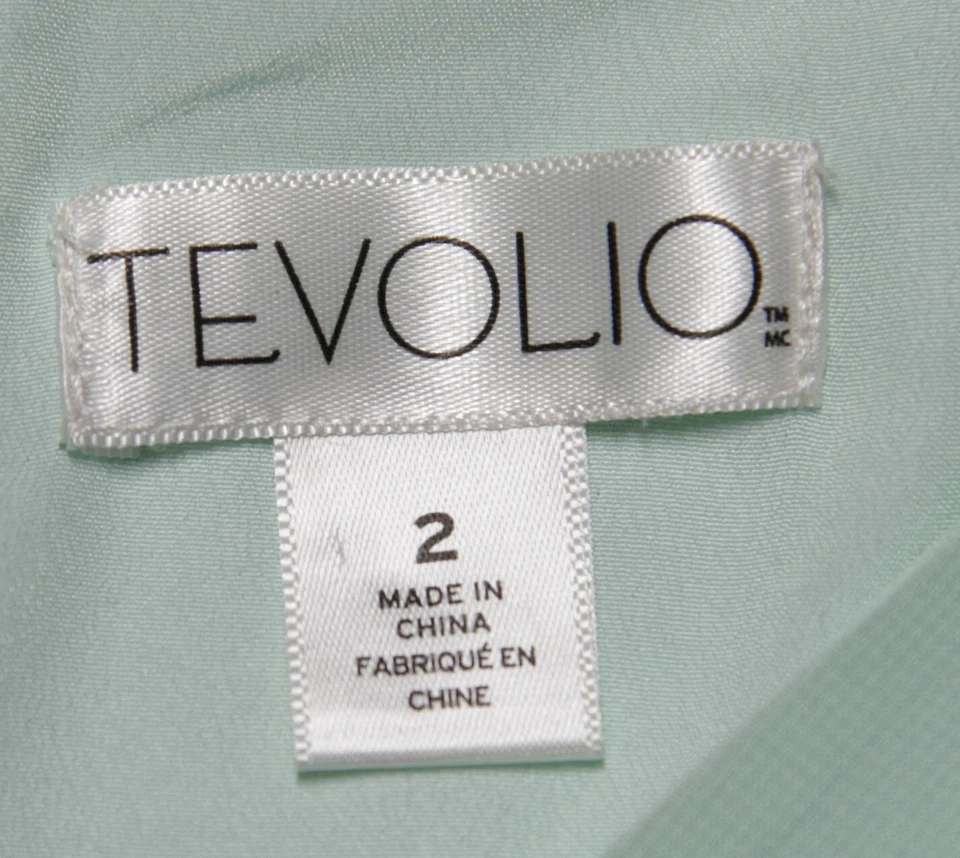 TEVOLIO
TM
MC
2
MADE IN
CHINA
FABRIQUÉ EN
CHINE